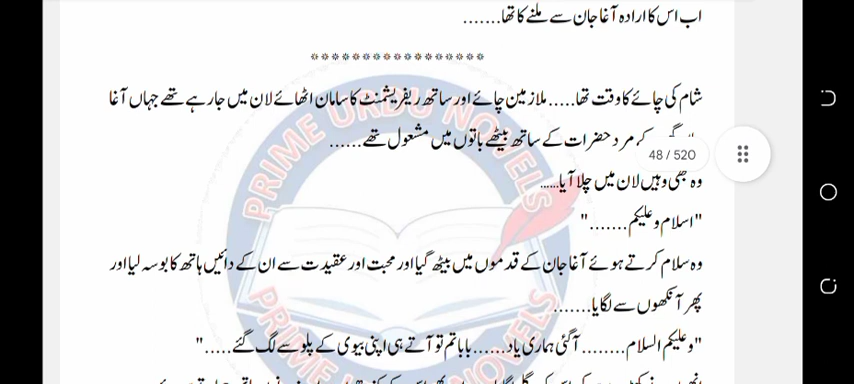 اب اس کا ارادہ آغا جان سے ملنے کا تھا.......
شام کی چائے کا وقت تھا..... ملازمین چائے اور ساتھ ریفریشمنٹ کا سامان اٹھائے لان میں جا رہے تھے جہاں آغا
مرد حضرات کے ساتھ بیٹھے باتوں میں مشعول تھے......
48 / 520
وہ بھی وہیں لان میں چلا آیا......
"اسلام و علیکم......."
وہ سلام کرتے ہوئے آغا جان کے قدموں میں بیٹھ گیا اور محبت اور عقیدت سے ان کے دائیں ہاتھ کا بوسہ لیا اور
پھر آنکھوں سے لگایا.......
"وعلیکم السلام........ آگئی ہماری یاد...... بابا تم تو آتے ہی اپنی بیوی کے پلو سے لگ گئے....."
PRIME URDU NOVELS